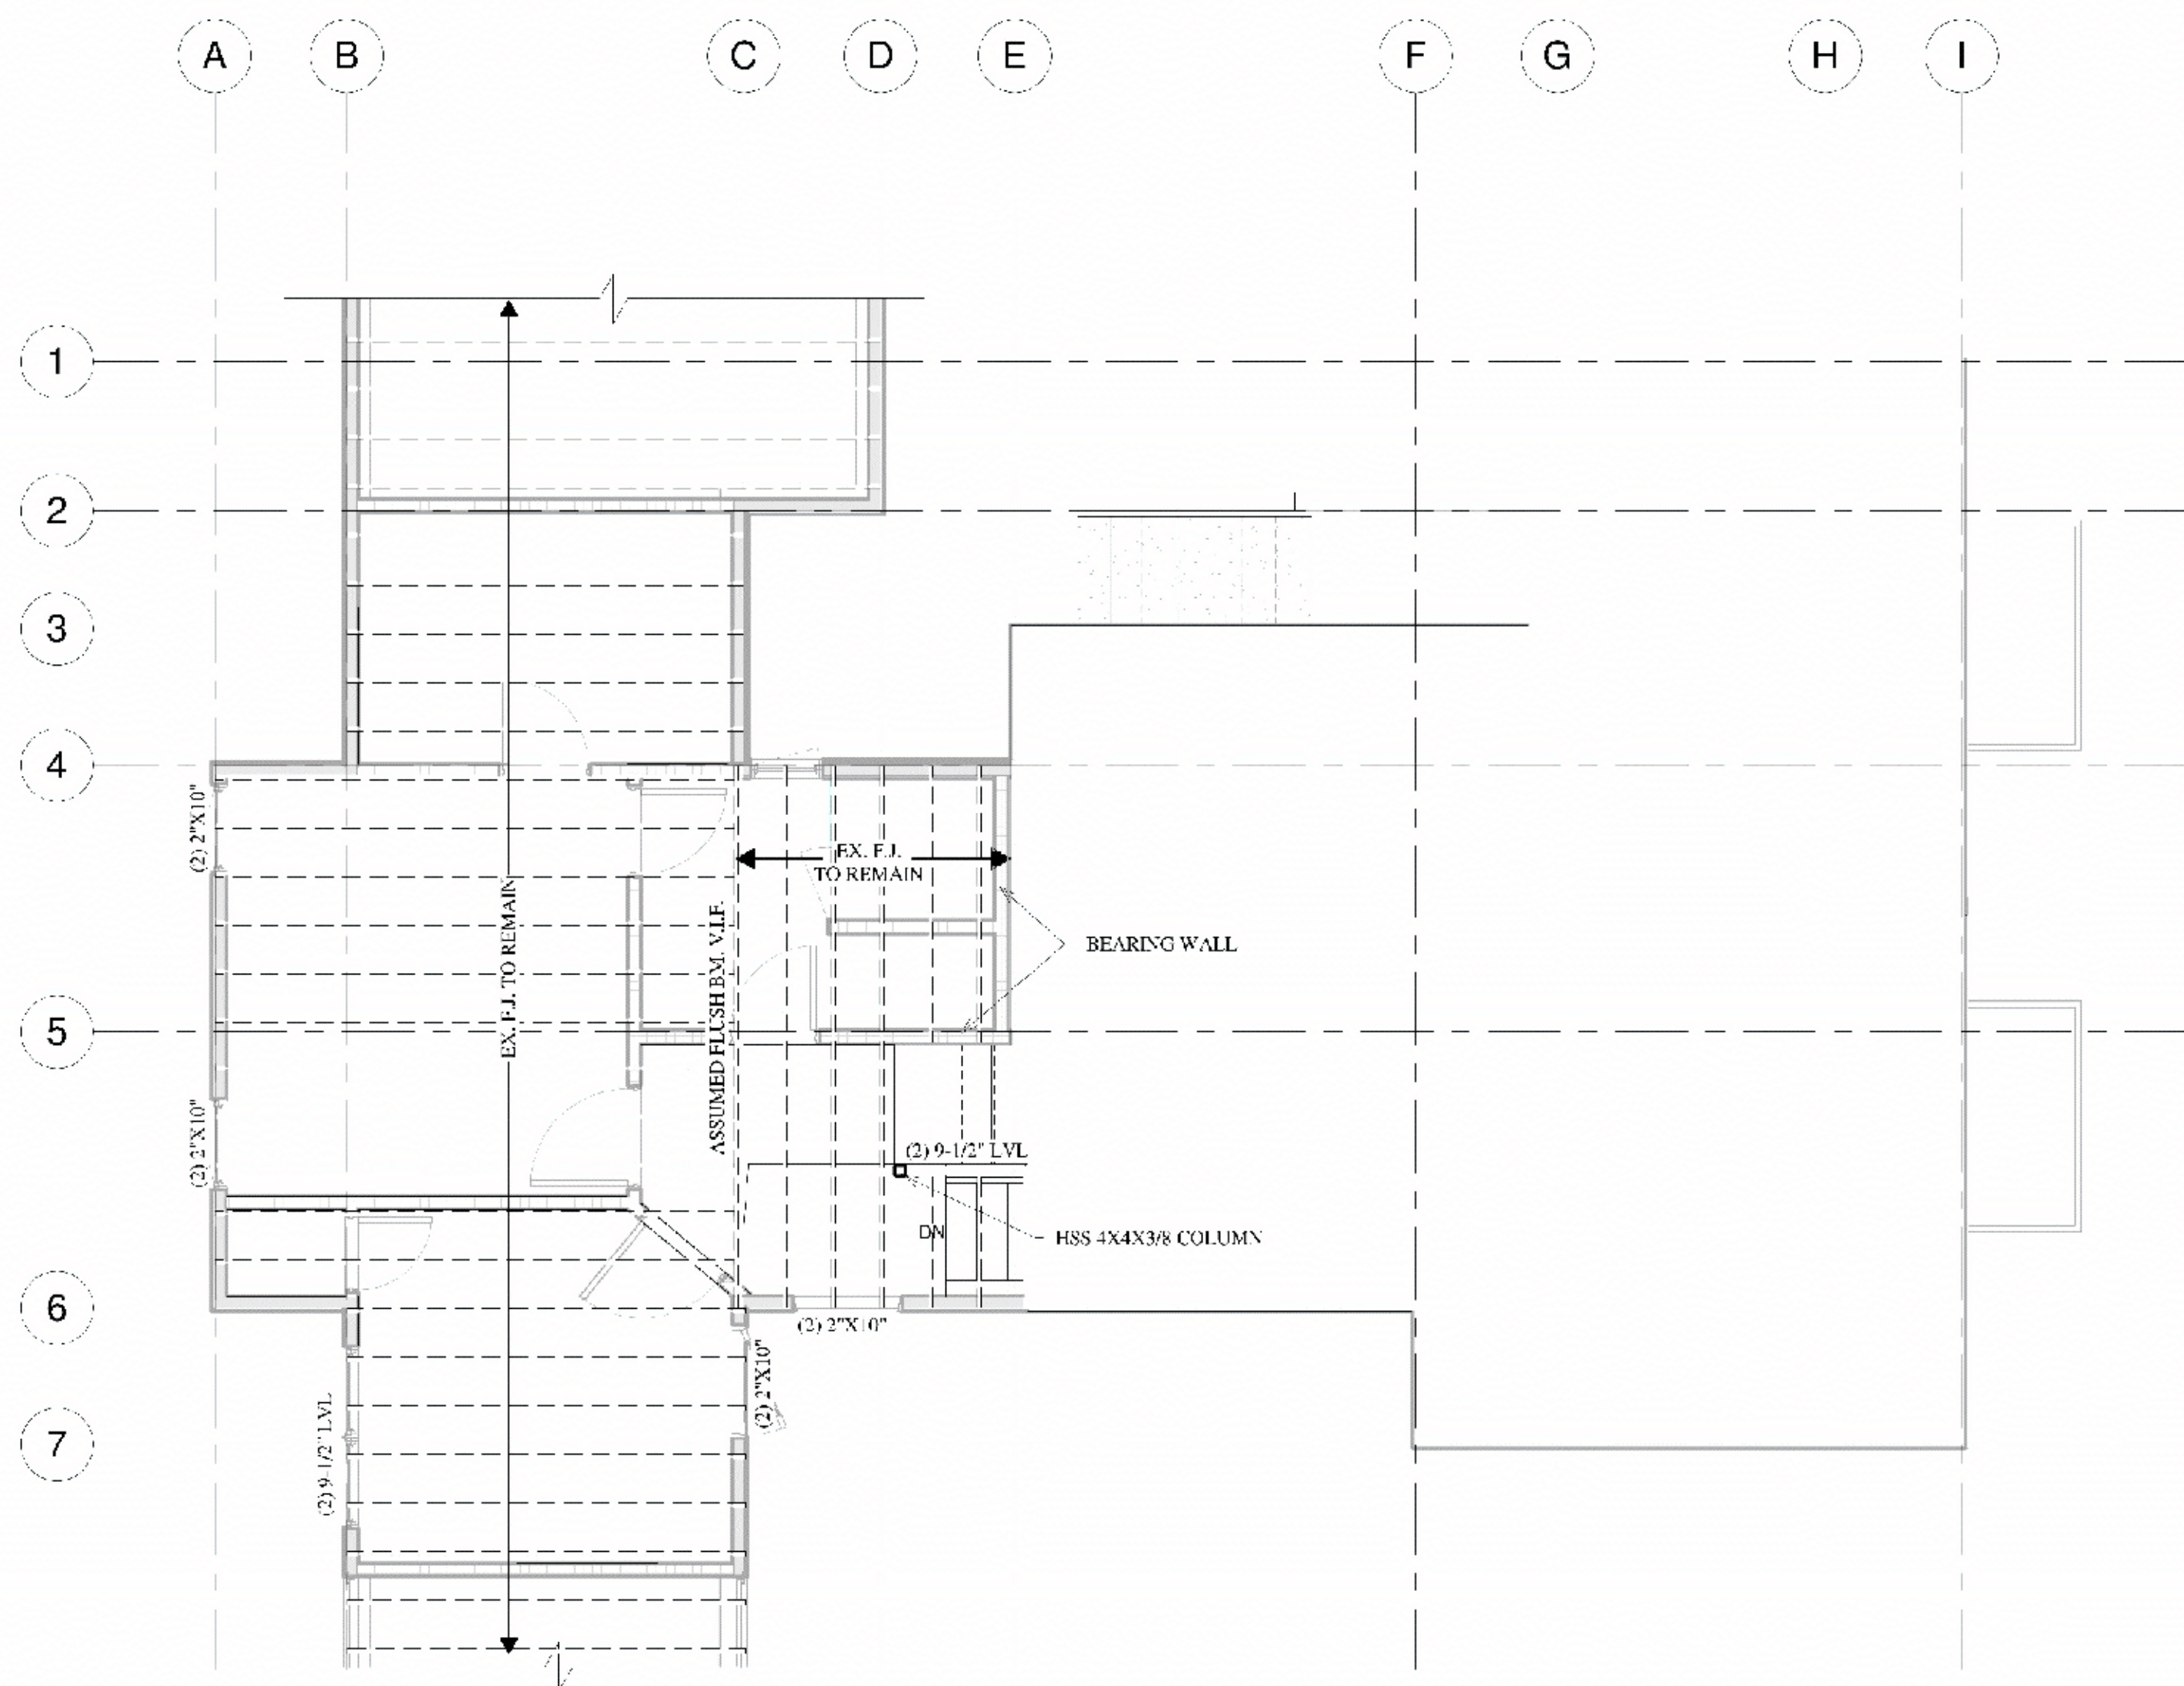 A B C D E F G H I
1
2
3
4
(2) 2"X10"
EX. F.J.
TO REMAIN
EX. F.J. TO REMAIN
ASSUMED FLUSH BM. V.I.F.
BEARING WALL
5
(2) 2"X10"
(2) 9-1/2" LVL
DN
HSS 4X4X3/8 COLUMN
6
(2) 2"X10"
(2) 2"X10"
7
(2) 9-1/2" LVL